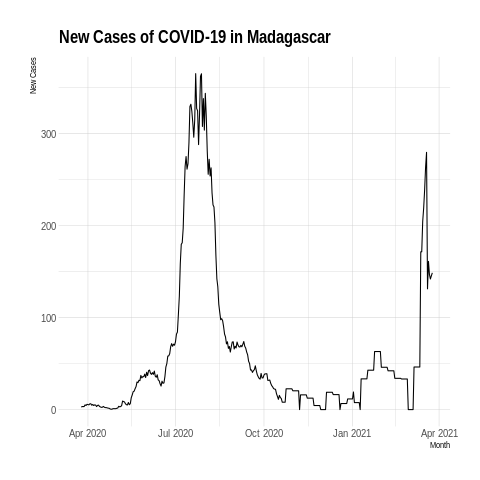 New Cases of COVID-19 in Madagascar
New Cases
300
200
100
0
Apr 2020 Jul 2020 Oct 2020 Jan 2021 Apr 2021
Month